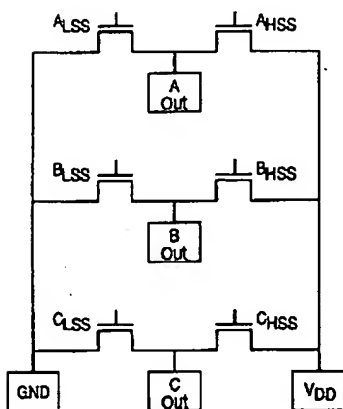 ALSS AHSS
A
Out
BLSS BHSS
B
Out
CLSS CHSS
GND C
Out VDD